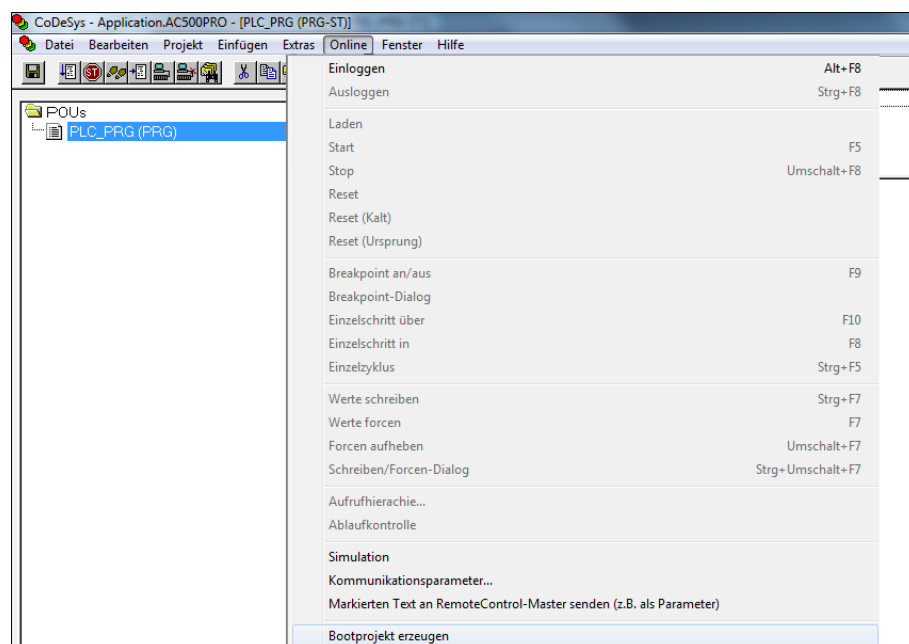 CoDeSys - Application.AC500PRO - [PLC_PRG (PRG-ST)]
Datei Bearbeiten Projekt Einfügen Extras Online Fenster Hilfe
POUs
PLC_PRG (PRG)
Einloggen Alt+F8
Ausloggen Strg+F8
Laden
Start F5
Stop Umschalt+F8
Reset
Reset (Kalt)
Reset (Ursprung)
Breakpoint an/aus F9
Breakpoint-Dialog
Einzelschritt über F10
Einzelschritt in F8
Einzelzyklus Strg+F5
Werte schreiben Strg+F7
Werte forcen F7
Forcen aufheben Umschalt+F7
Schreiben/Forcen-Dialog Strg+Umschalt+F7
Aufrufhierachie...
Ablaufkontrolle
Simulation
Kommunikationsparameter...
Markierten Text an RemoteControl-Master senden (z.B. als Parameter)
Bootprojekt erzeugen